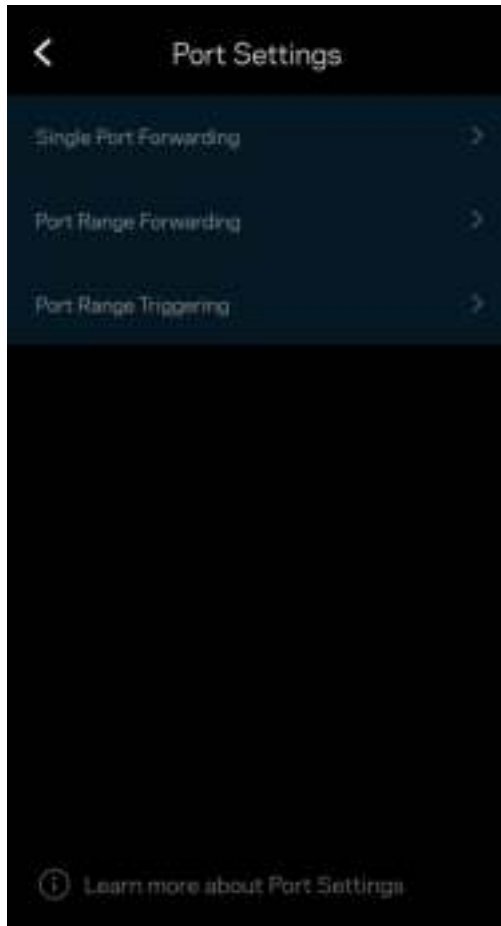 Port Settings
Single Port Forwarding
Port Range Forwarding
Port Range Triggering
Learn more about Port Settings